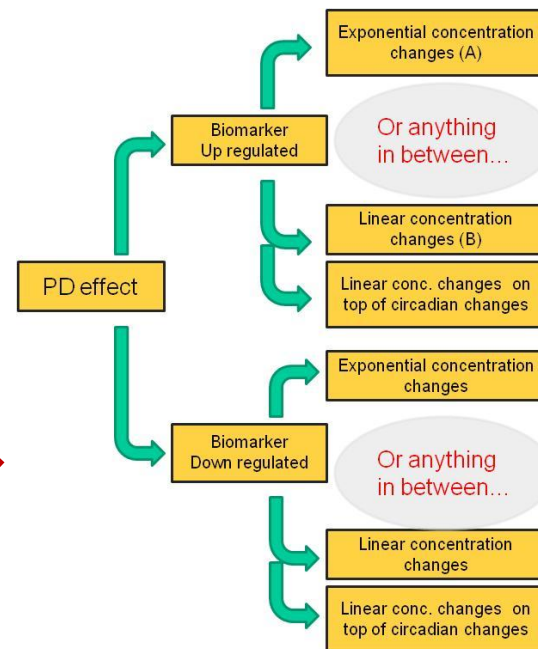 Exponential concentration
changes (A)
Biomarker
Up regulated
Or anything
in between…
Linear concentration
changes (B)
PD effect
Linear conc. changes on
top of circadian changes
Exponential concentration
changes
Biomarker
Down regulated
Or anything
in between…
Linear concentration
changes
Linear conc. changes on
top of circadian changes